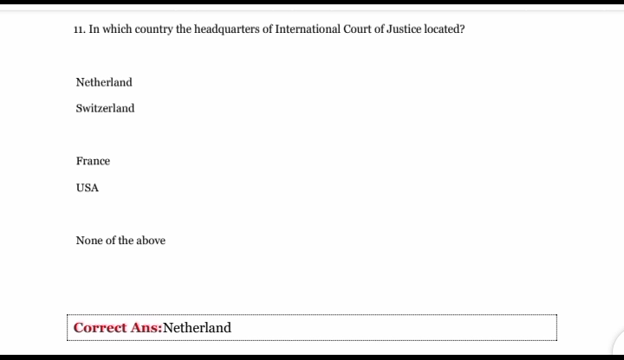 11. In which country the headquarters of International Court of Justice located?
Netherland
Switzerland
France
USA
None of the above
Correct Ans:Netherland